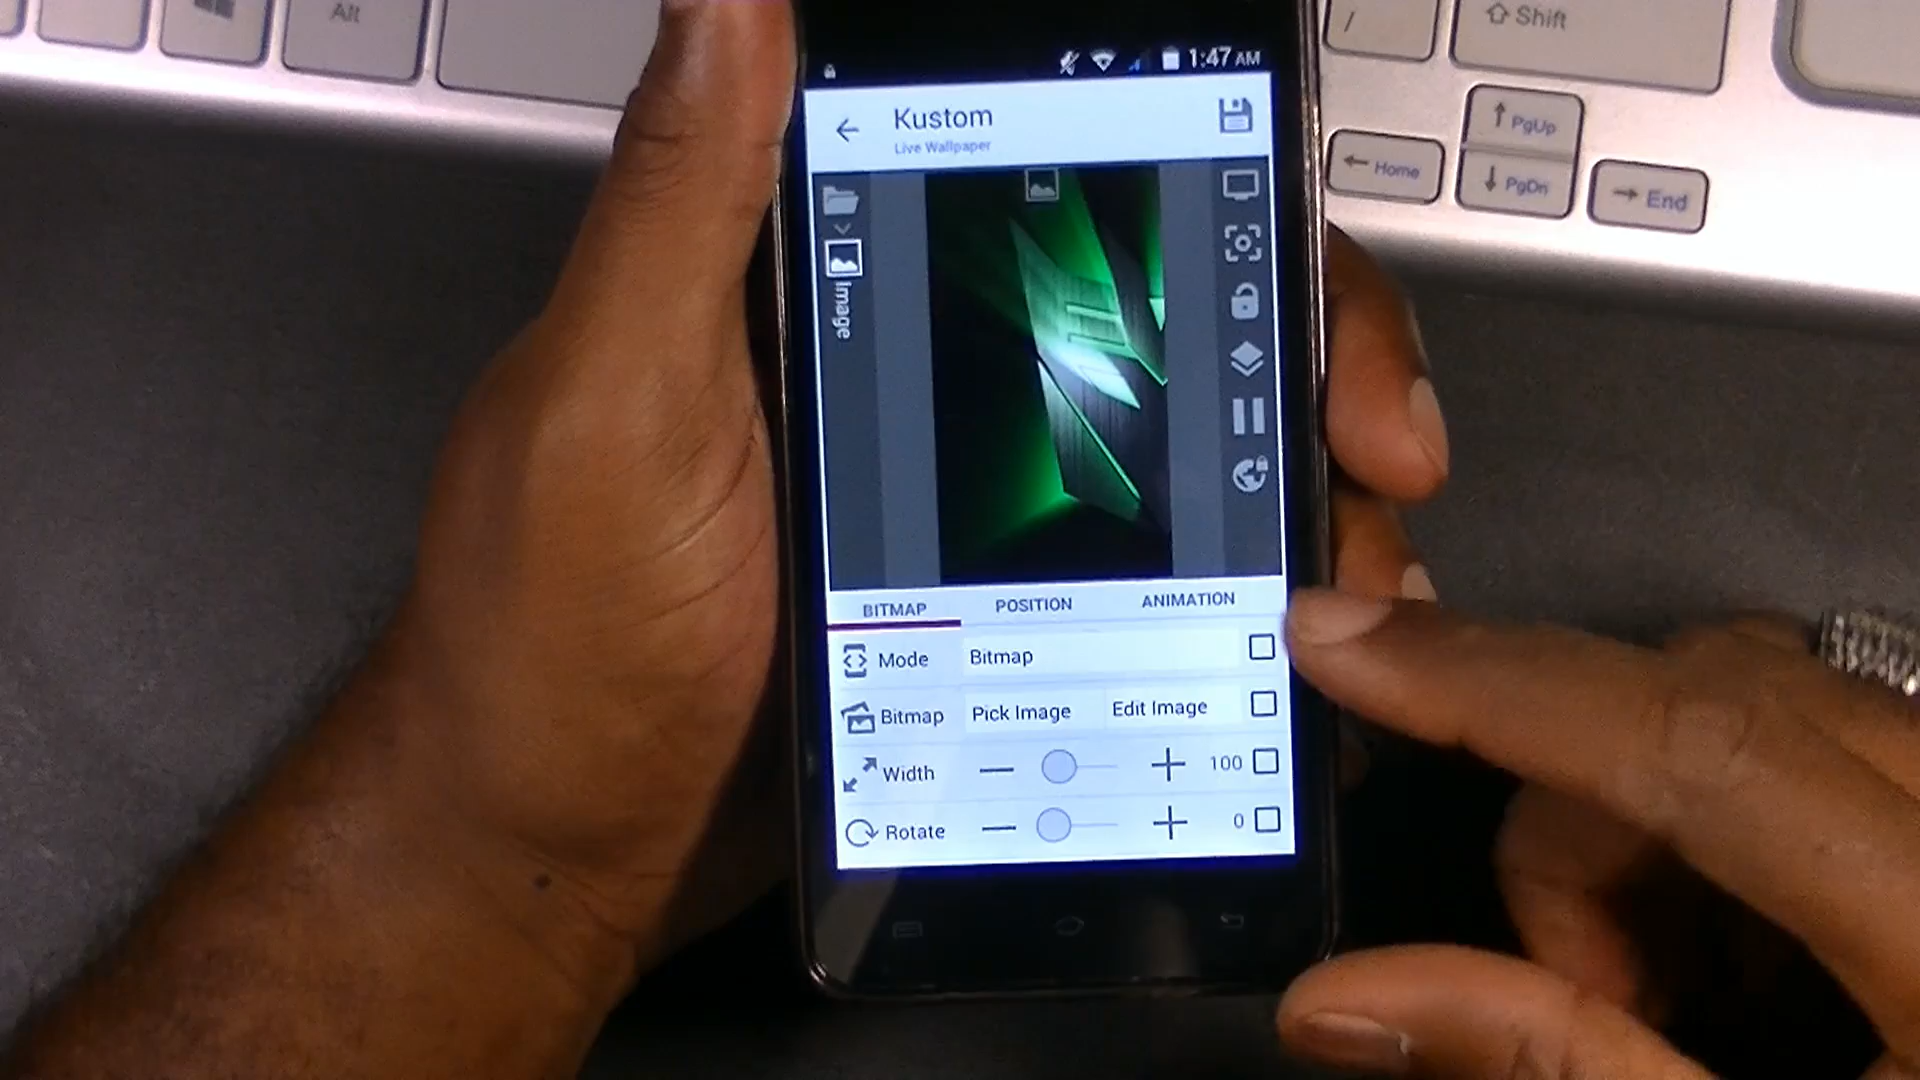 Alt
/
Shift
PgUp
Home
PgDn
End
1:47 AM
Kustom
Live Wallpaper
Image
BITMAP POSITION ANIMATION
Mode Bitmap
Bitmap Pick Image Edit Image
Width 100
Rotate 0